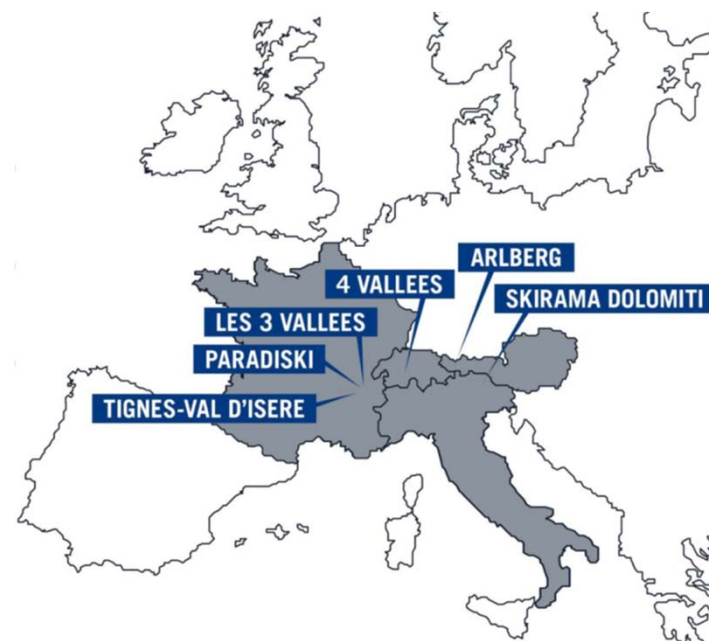 ARLBERG
4 VALLEES
SKIRAMA DOLOMITI
LES 3 VALLEES
PARADISKI
TIGNES-VAL D'ISERE